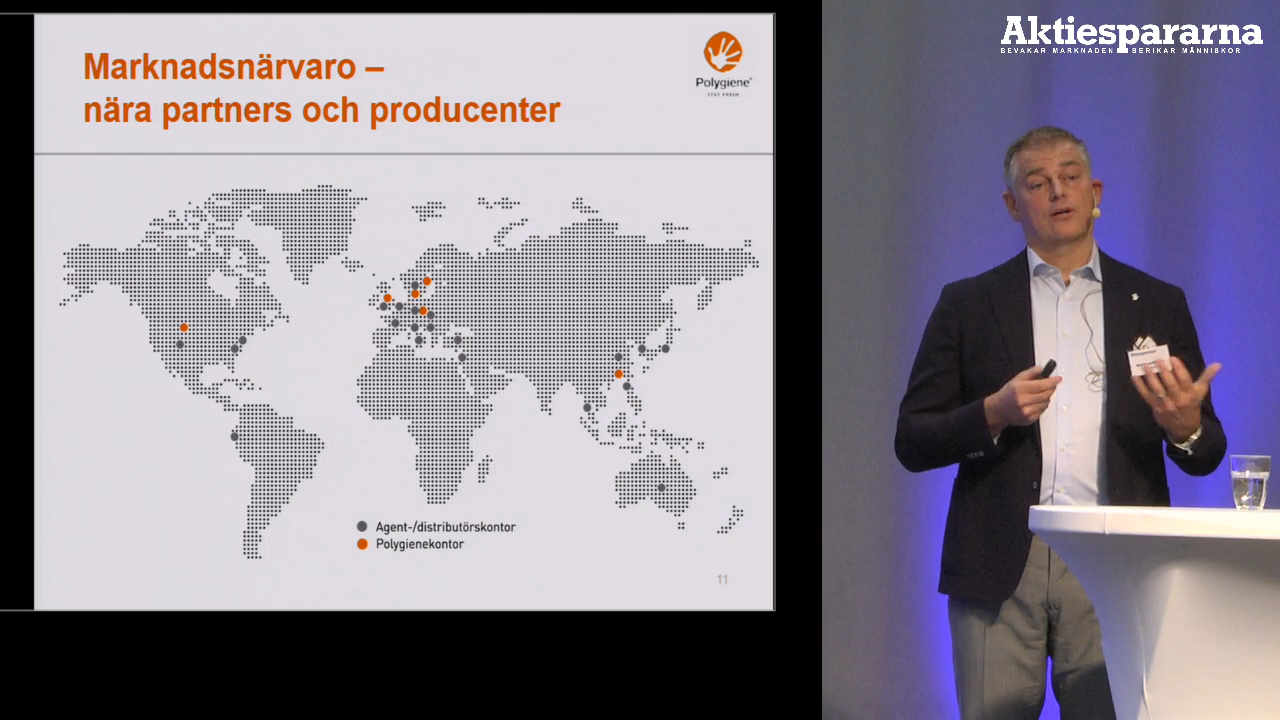 Marknadsnärvaro –
nära partners och producenter
Polygiene
STAY FRESH
Agent-/distributörskontor
Polygienekontor
11
Aktiespararna
BEVAKAR MARKNADEN BERIKAR MÄNNISKOR